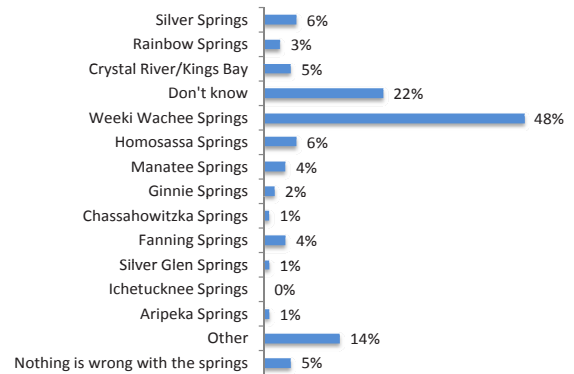 Silver Springs 6%
Rainbow Springs 3%
Crystal River/Kings Bay 5%
Don't know 22%
Weeki Wachee Springs 48%
Homosassa Springs 6%
Manatee Springs 4%
Ginnie Springs 2%
Chassahowitzka Springs 1%
Fanning Springs 4%
Silver Glen Springs 1%
Ichetucknee Springs 0%
Aripeka Springs 1%
Other 14%
Nothing is wrong with the springs 5%